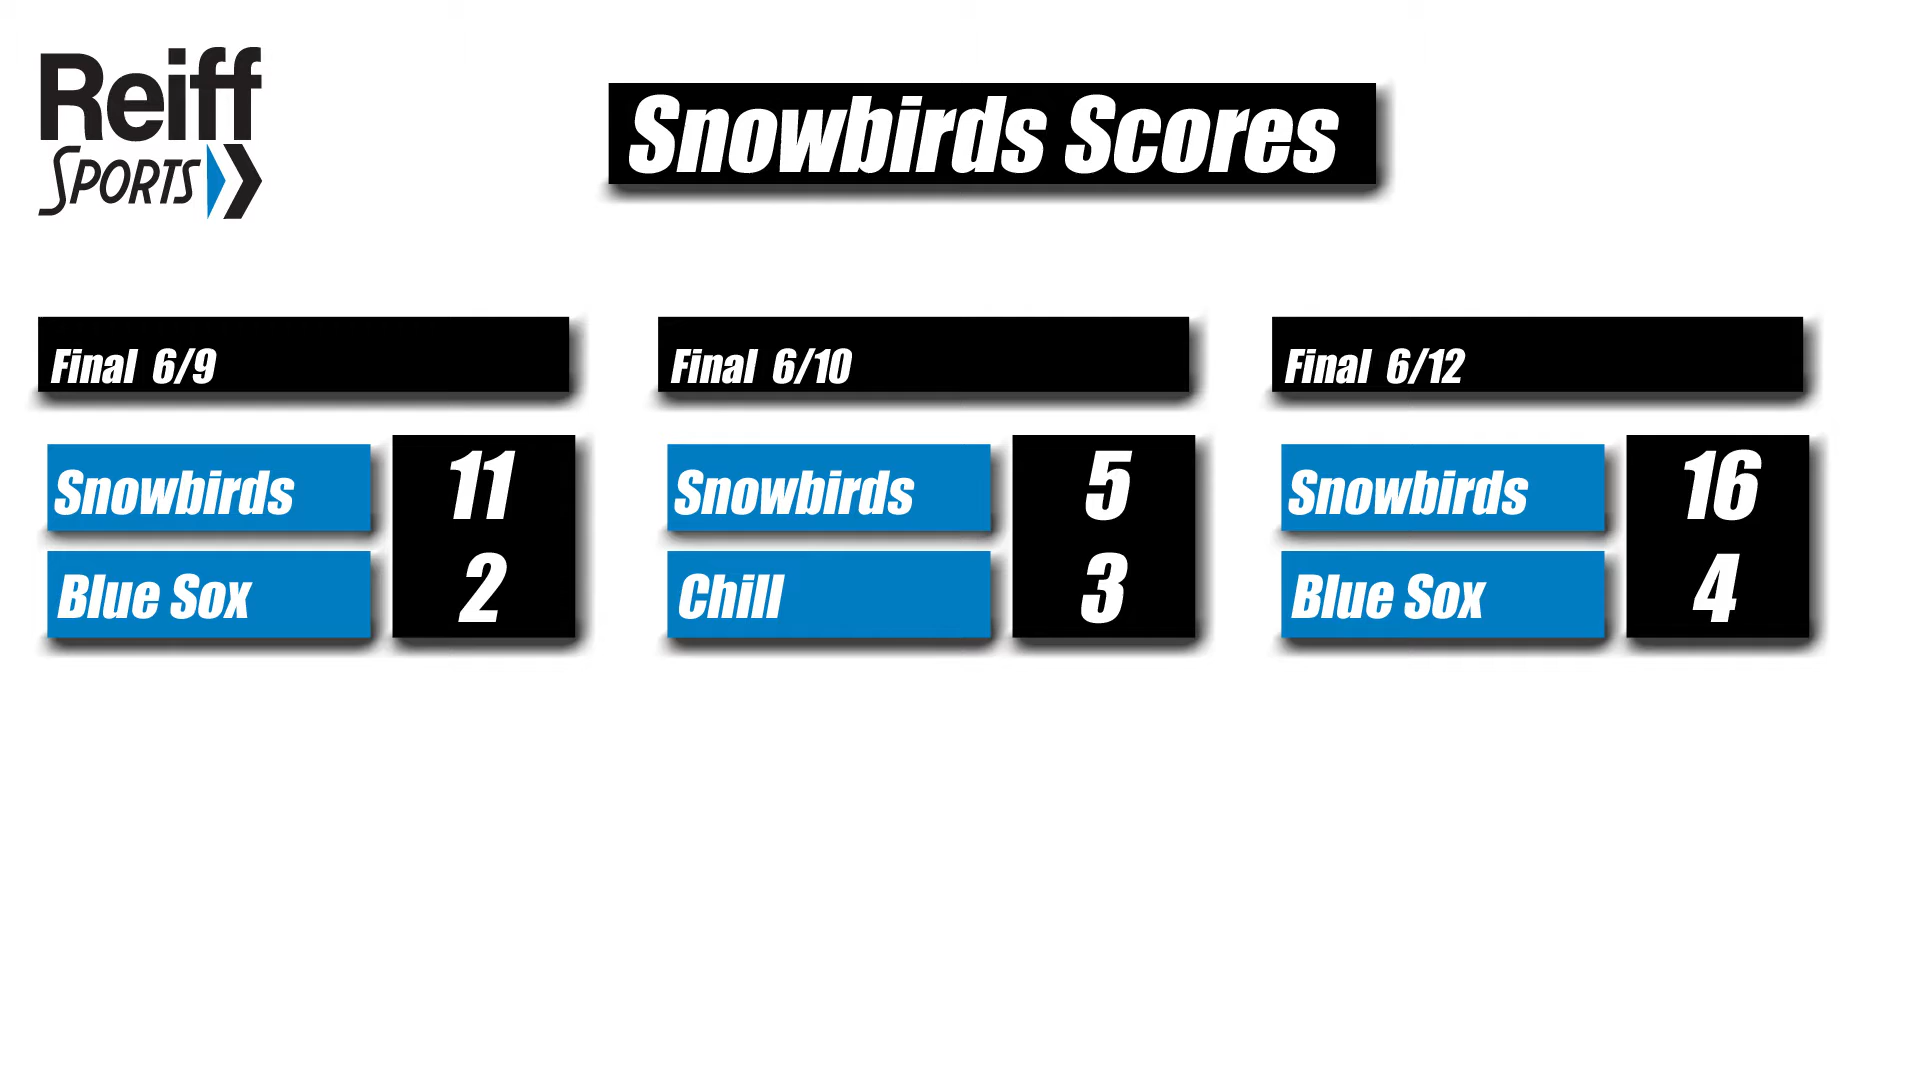 Reiff
SPORTS
Snowbirds Scores
Final 6/9
Snowbirds 11
Blue Sox 2
Final 6/10
Snowbirds 5
Chill 3
Final 6/12
Snowbirds 16
Blue Sox 4